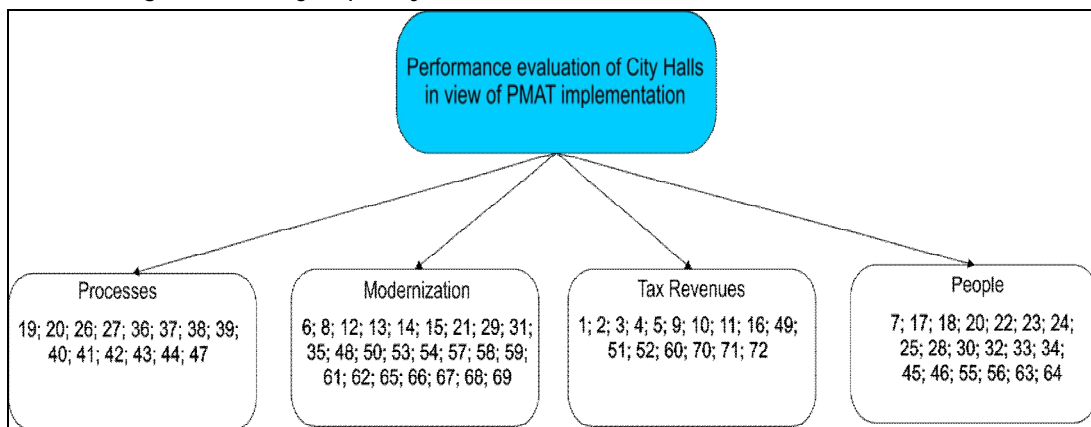 Performance evaluation of City Halls
in view of PMAT implementation
Processes
19; 20; 26; 27; 36; 37; 38; 39;
40; 41; 42; 43; 44; 47
Modernization
6; 8; 12; 13; 14; 15; 21; 29; 31;
35; 48; 50; 53; 54; 57; 58; 59;
61; 62; 65; 66; 67; 68; 69
Tax Revenues
1; 2; 3; 4; 5; 9; 10; 11; 16; 49;
51; 52; 60; 70; 71; 72
People
7; 17; 18; 20; 22; 23; 24;
25; 28; 30; 32; 33; 34;
45; 46; 55; 56; 63; 64